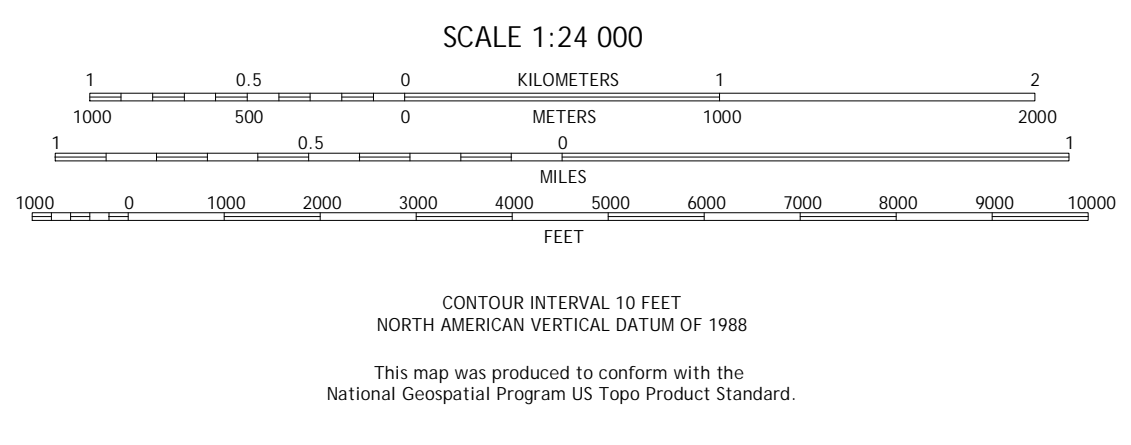 SCALE 1:24 000
1 0.5 0 KILOMETERS 1 2
1000 500 0 METERS 1000 2000
1 0.5 0 1
MILES
1000 0 1000 2000 3000 4000 5000 6000 7000 8000 9000 10000
FEET
CONTOUR INTERVAL 10 FEET
NORTH AMERICAN VERTICAL DATUM OF 1988
This map was produced to conform with the
National Geospatial Program US Topo Product Standard.